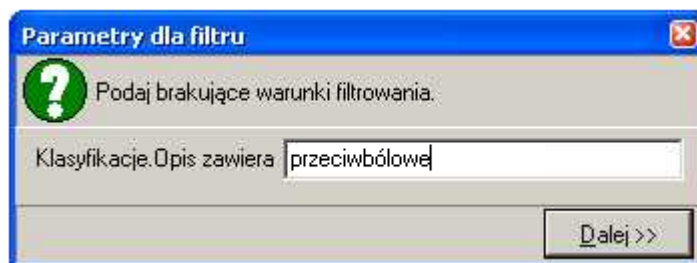 Parametry dla filtru
Podaj brakujące warunki filtrowania.
Klasyfikacje.Opis zawiera przeciwbólowe
Dalej >>